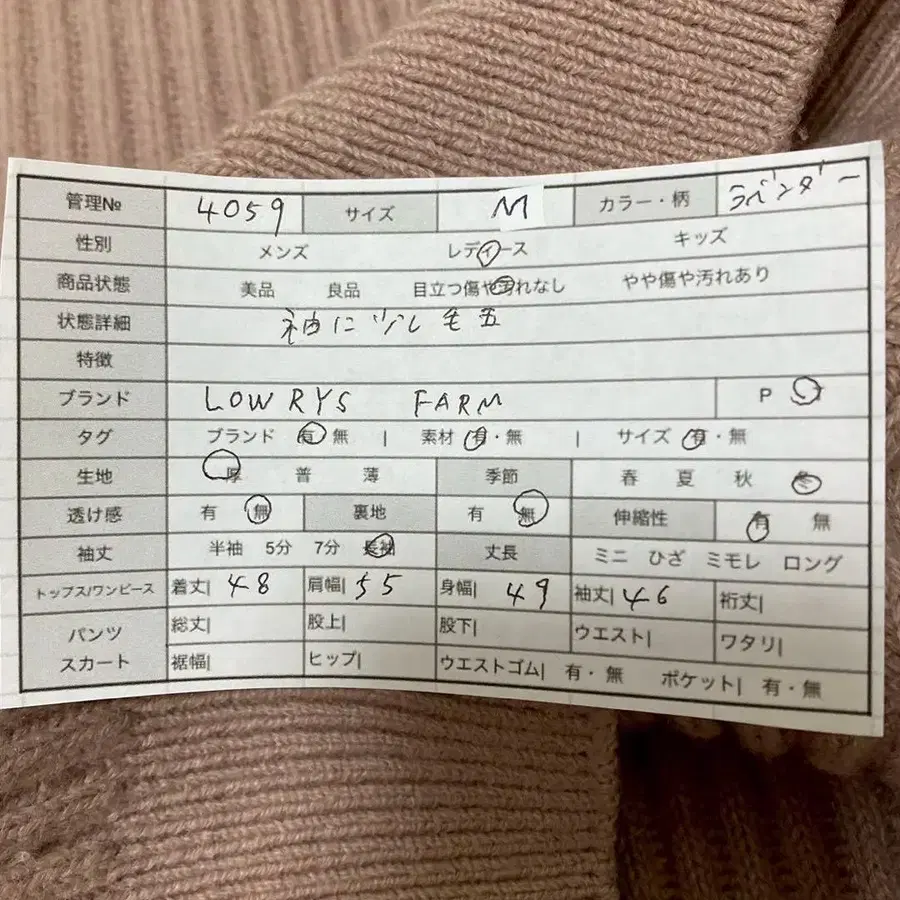 管理№ 4059 サイズ M カラー・柄 ラベンダー
性別 メンズ レディース キッズ
商品状態 美品 良品 目立つ傷や汚れなし やや傷や汚れあり
状態詳細 袖に少し毛玉
特徴
ブランド LOWRYS FARM P
タグ ブランド 有 無 | 素材 有・無 | サイズ 有・無
生地 厚 普 薄 季節 春 夏 秋 冬
透け感 有 無 裏地 有 無 伸縮性 有 無
袖丈 半袖 5分 7分 長袖 丈長 ミニ ひざ ミモレ ロング
トップス/ワンピース 着丈| 48 肩幅| 55 身幅| 49 袖丈| 46 裄丈|
パンツ 総丈| 股上| 股下| ウエスト| ワタリ|
スカート 裾幅| ヒップ| ウエストゴム| 有・無 ポケット| 有・無